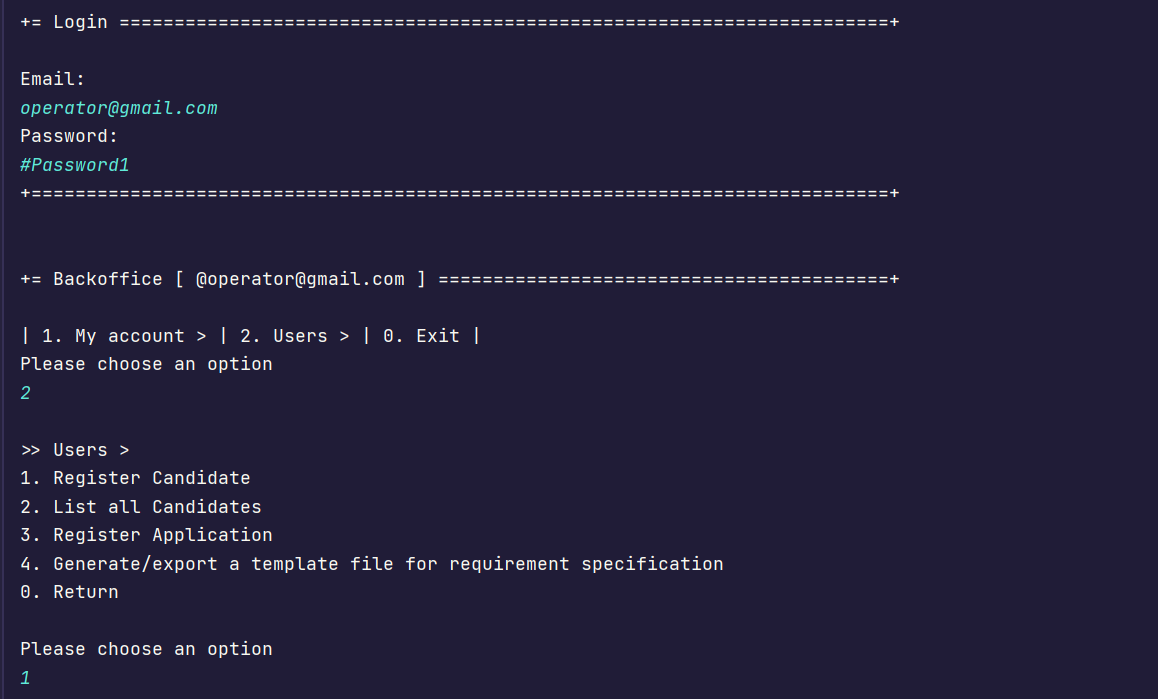 += Login ======================================================================+
Email:
operator@gmail.com
Password:
#Password1
+==============================================================================+
+= Backoffice [ @operator@gmail.com ] =========================================+
| 1. My account > | 2. Users > | 0. Exit |
Please choose an option
2
>> Users >
1. Register Candidate
2. List all Candidates
3. Register Application
4. Generate/export a template file for requirement specification
0. Return
Please choose an option
1